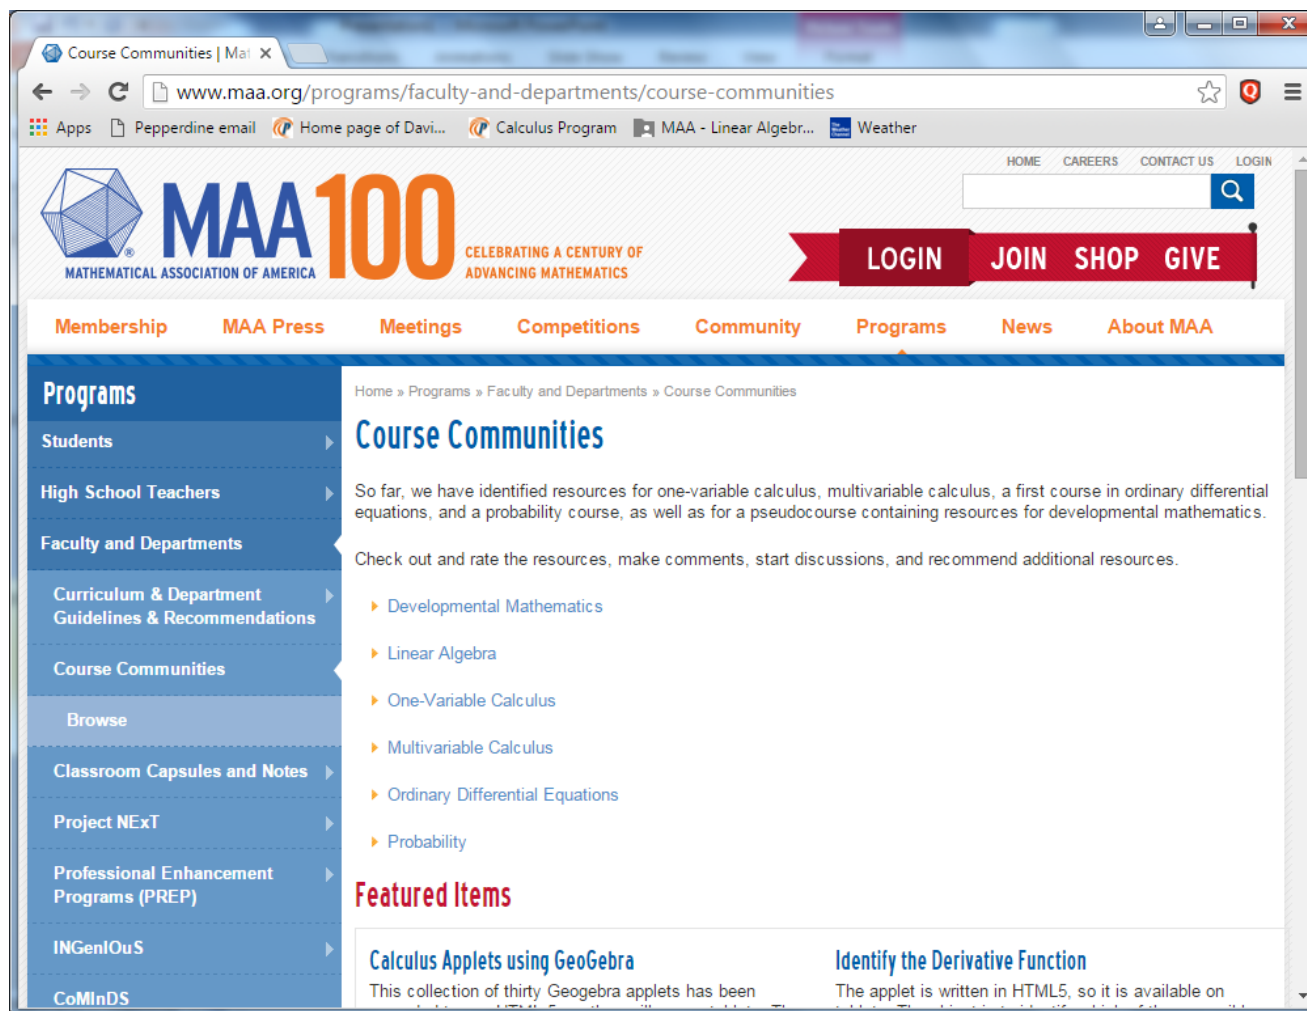 Course Communities | Mat
www.maa.org/programs/faculty-and-departments/course-communities
Apps Pepperdine email Home page of Davi... Calculus Program MAA - Linear Algebr... Weather
HOME CAREERS CONTACT US LOGIN
MAA 100
MATHEMATICAL ASSOCIATION OF AMERICA
CELEBRATING A CENTURY OF
ADVANCING MATHEMATICS
LOGIN JOIN SHOP GIVE
Membership MAA Press Meetings Competitions Community Programs News About MAA
Programs
Students
High School Teachers
Faculty and Departments
Curriculum & Department
Guidelines & Recommendations
Course Communities
Browse
Classroom Capsules and Notes
Project NExT
Professional Enhancement
Programs (PREP)
INGenIOuS
CoMInDS
Home » Programs » Faculty and Departments » Course Communities
Course Communities
So far, we have identified resources for one-variable calculus, multivariable calculus, a first course in ordinary differential
equations, and a probability course, as well as for a pseudocourse containing resources for developmental mathematics.
Check out and rate the resources, make comments, start discussions, and recommend additional resources.
Developmental Mathematics
Linear Algebra
One-Variable Calculus
Multivariable Calculus
Ordinary Differential Equations
Probability
Featured Items
Calculus Applets using GeoGebra
This collection of thirty Geogebra applets has been
Identify the Derivative Function
The applet is written in HTML5, so it is available on